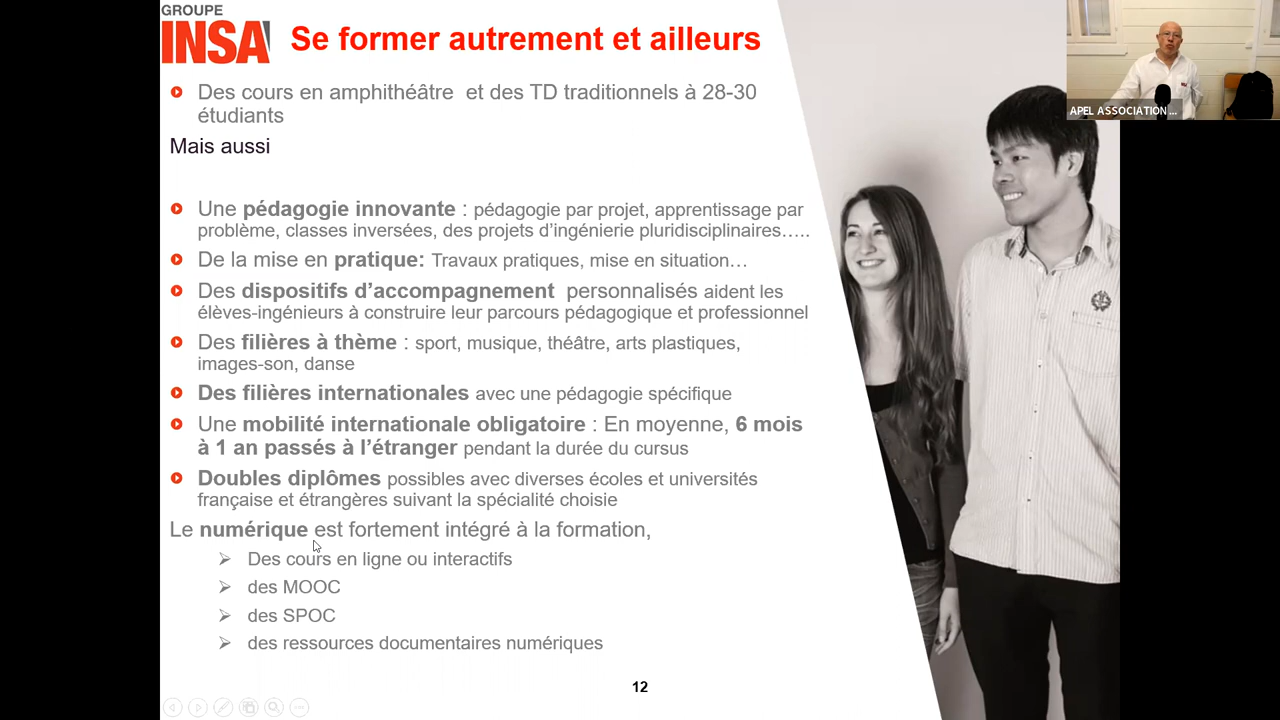 GROUPE
INSA
Se former autrement et ailleurs
Des cours en amphithéâtre et des TD traditionnels à 28-30
étudiants
Mais aussi
Une pédagogie innovante : pédagogie par projet, apprentissage par
problème, classes inversées, des projets d’ingénierie pluridisciplinaires…..
De la mise en pratique: Travaux pratiques, mise en situation…
Des dispositifs d’accompagnement personnalisés aident les
élèves-ingénieurs à construire leur parcours pédagogique et professionnel
Des filières à thème : sport, musique, théâtre, arts plastiques,
images-son, danse
Des filières internationales avec une pédagogie spécifique
Une mobilité internationale obligatoire : En moyenne, 6 mois
à 1 an passés à l’étranger pendant la durée du cursus
Doubles diplômes possibles avec diverses écoles et universités
française et étrangères suivant la spécialité choisie
Le numérique est fortement intégré à la formation,
Des cours en ligne ou interactifs
des MOOC
des SPOC
des ressources documentaires numériques
12
APEL ASSOCIATION ...